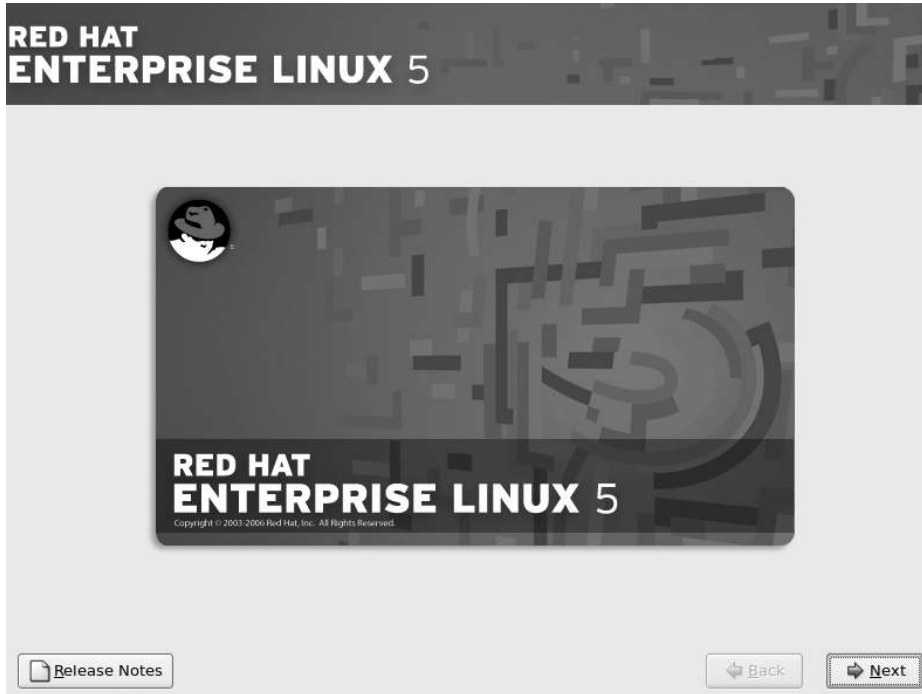 RED HAT
ENTERPRISE LINUX 5
RED HAT
ENTERPRISE LINUX 5
Copyright © 2003-2006 Red Hat, Inc. All Rights Reserved.
Release Notes
Back
Next